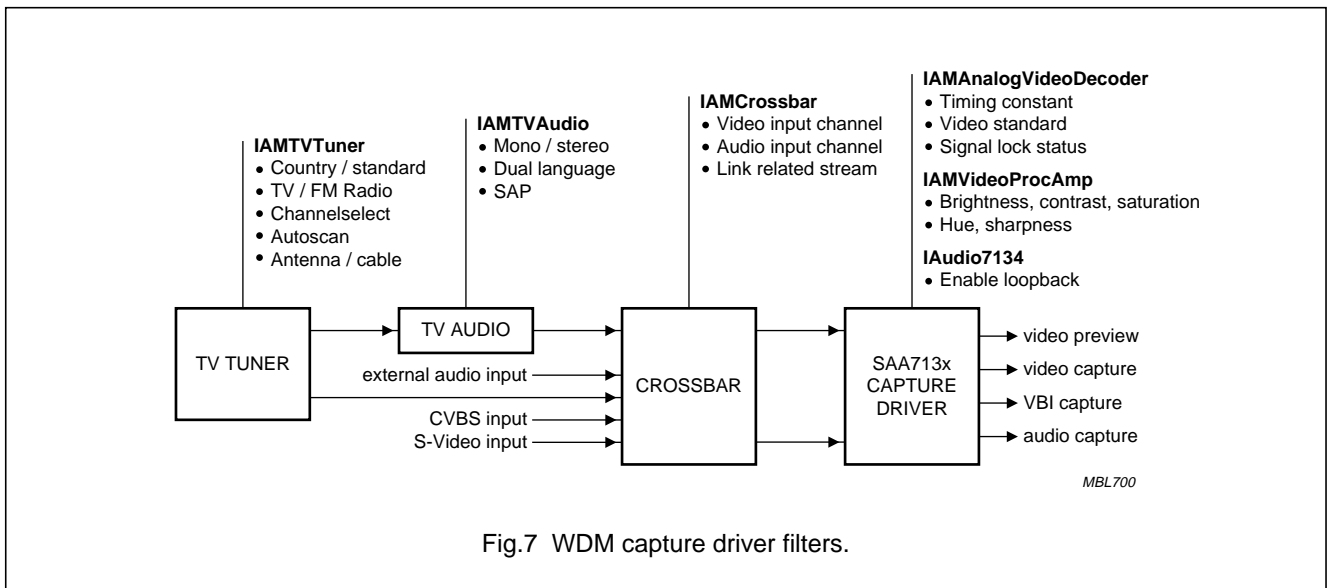 IAMTVTuner
• Country / standard
• TV / FM Radio
• Channelselect
• Autoscan
• Antenna / cable
IAMTVAudio
• Mono / stereo
• Dual language
• SAP
IAMCrossbar
• Video input channel
• Audio input channel
• Link related stream
IAMAnalogVideoDecoder
• Timing constant
• Video standard
• Signal lock status
IAMVideoProcAmp
• Brightness, contrast, saturation
• Hue, sharpness
IAudio7134
• Enable loopback
TV TUNER
TV AUDIO
external audio input
CVBS input
S-Video input
CROSSBAR
SAA713x
CAPTURE
DRIVER
video preview
video capture
VBI capture
audio capture
MBL700
Fig.7 WDM capture driver filters.